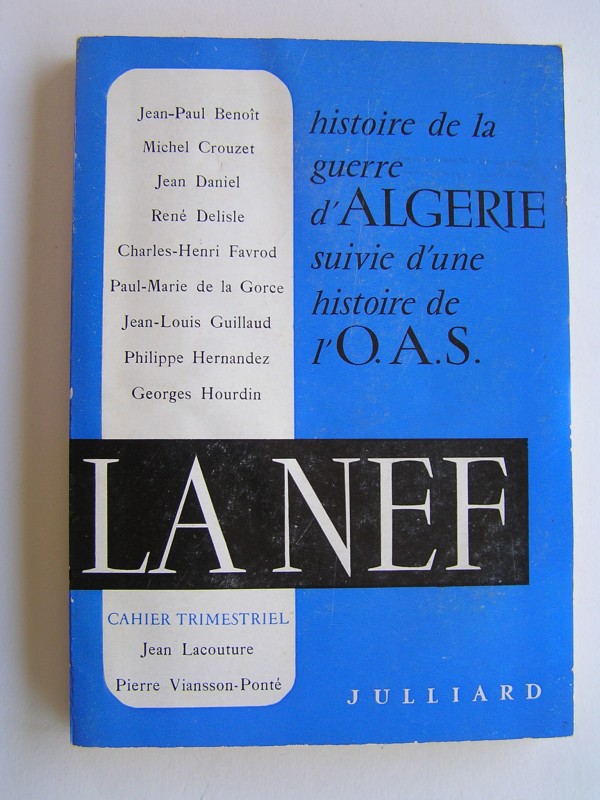 Jean-Paul Benoît
Michel Crouzet
Jean Daniel
René Delisle
Charles-Henri Favrod
Paul-Marie de la Gorce
Jean-Louis Guillaud
Philippe Hernandez
Georges Hourdin
histoire de la
guerre
d'ALGERIE
suivie d'une
histoire de
l'O.A.S.
LA NEF
CAHIER TRIMESTRIEL
Jean Lacouture
Pierre Viansson-Ponté
JULLIARD